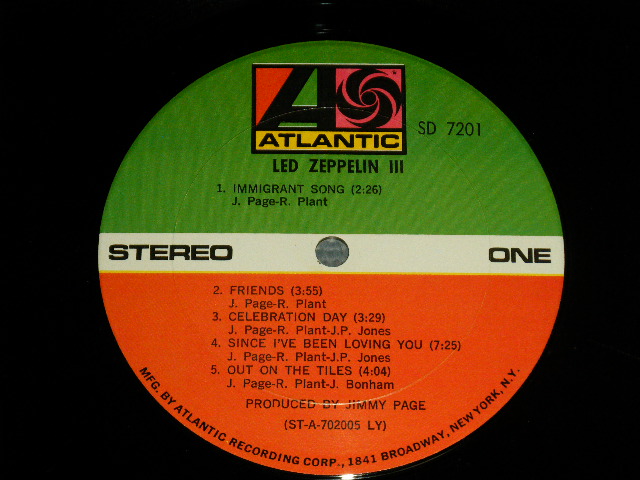 ATLANTIC
SD 7201
LED ZEPPELIN III
1. IMMIGRANT SONG (2:26)
J. Page-R. Plant
STEREO ONE
2. FRIENDS (3:55)
J. Page-R. Plant
3. CELEBRATION DAY (3:29)
J. Page-R. Plant-J.P. Jones
4. SINCE I'VE BEEN LOVING YOU (7:25)
J. Page-R. Plant-J.P. Jones
5. OUT ON THE TILES (4:04)
J. Page-R. Plant-J. Bonham
PRODUCED BY JIMMY PAGE
(ST-A-702005 LY)
MFG. BY ATLANTIC RECORDING CORP., 1841 BROADWAY, NEW YORK, N.Y.